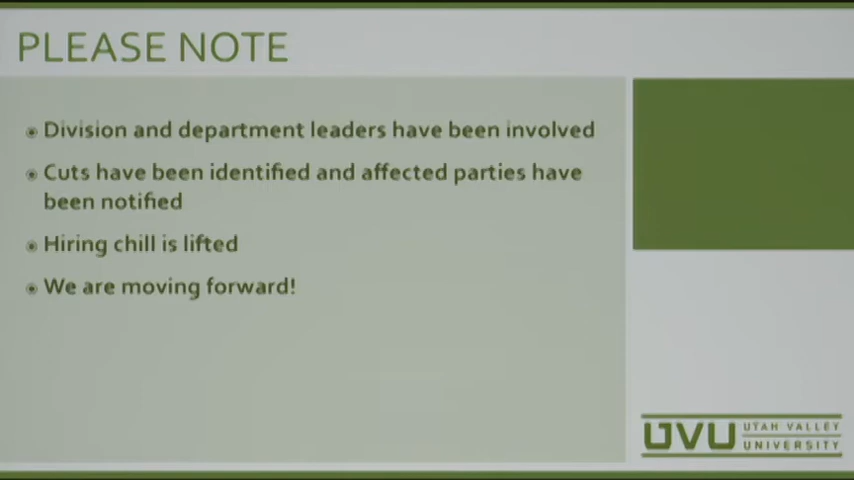 PLEASE NOTE
Division and department leaders have been involved
Cuts have been identified and affected parties have
been notified
Hiring chill is lifted
We are moving forward!
UVU UTAH VALLEY
UNIVERSITY